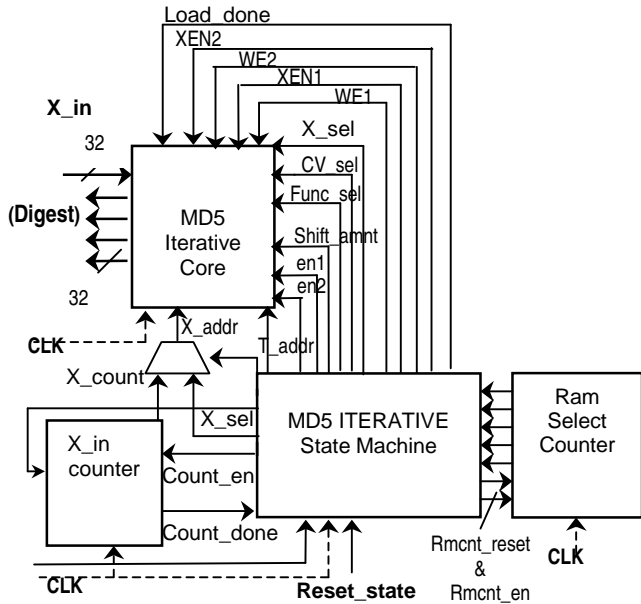 Load_done
XEN2
WE2
XEN1
WE1
X_in
X_sel
32
CV_sel
Func_sel
(Digest)
MD5
Iterative
Core
Shift_amnt
en1
en2
32
X_addr
CLK
T_addr
X_count
X_sel
MD5 ITERATIVE
State Machine
Ram
Select
Counter
X_in
counter
Count_en
Count_done
Rmcnt_reset
&
Rmcnt_en
CLK
CLK
Reset_state